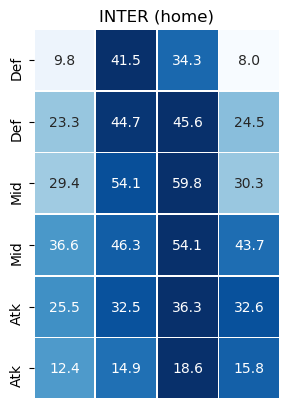 INTER (home)
Def 9.8 41.5 34.3 8.0
Def 23.3 44.7 45.6 24.5
Mid 29.4 54.1 59.8 30.3
Mid 36.6 46.3 54.1 43.7
Atk 25.5 32.5 36.3 32.6
Atk 12.4 14.9 18.6 15.8